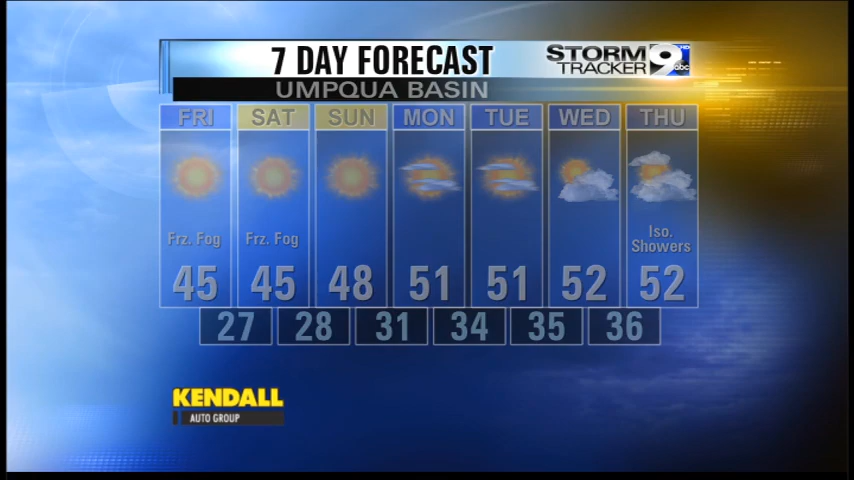 7 DAY FORECAST
STORM
TRACKER 9 HD abc
UMPQUA BASIN
FRI SAT SUN MON TUE WED THU
Frz. Fog Frz. Fog Iso.
Showers
45 45 48 51 51 52 52
27 28 31 34 35 36
KENDALL
AUTO GROUP